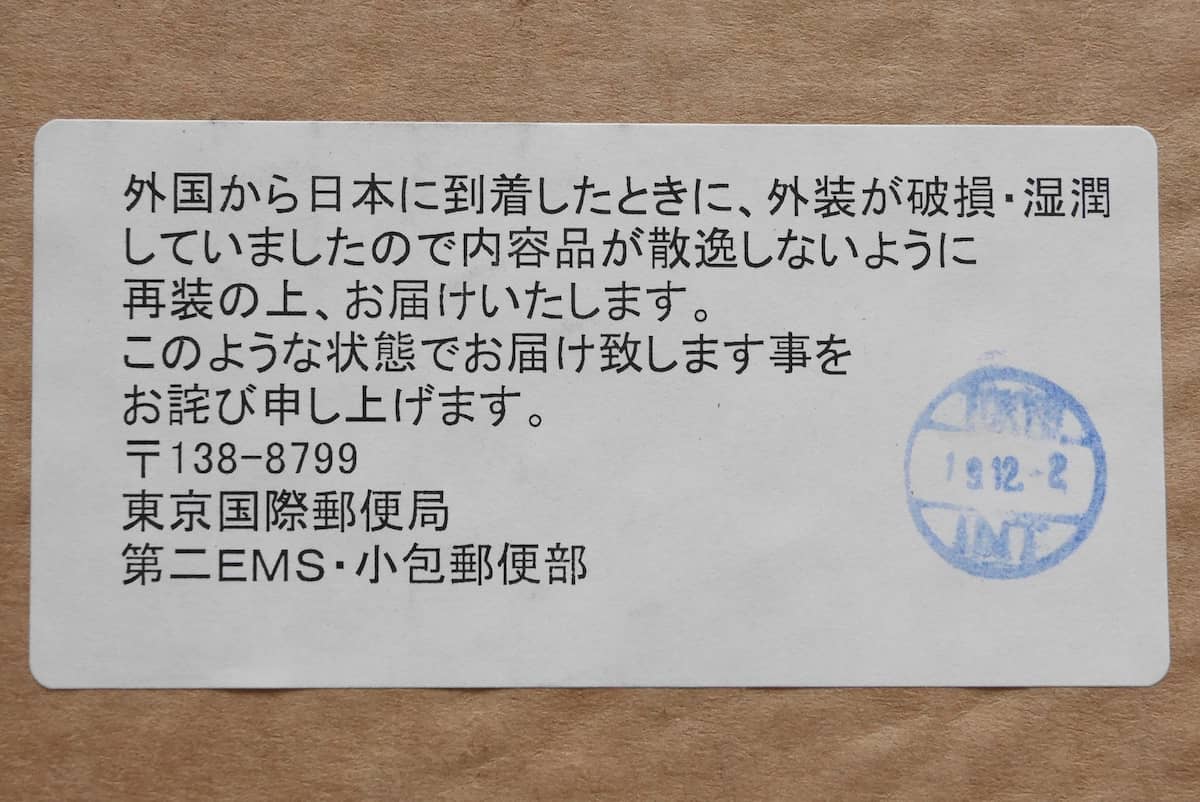 外国から日本に到着したときに、外装が破損・湿潤
していましたので内容品が散逸しないように
再装の上、お届けいたします。
このような状態でお届け致します事を
お詫び申し上げます。
〒138-8799
東京国際郵便局
第二EMS・小包郵便部
TOKYO
19.12.-2
INT